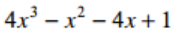 4x³ − x² − 4x + 1